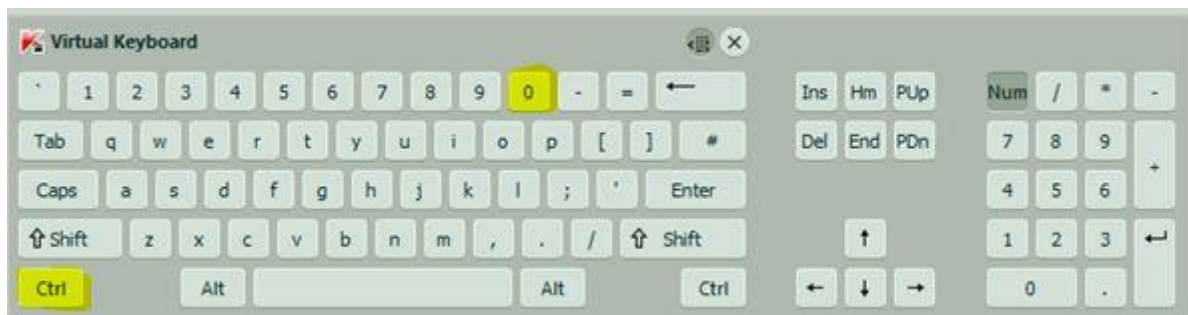 Virtual Keyboard
` 1 2 3 4 5 6 7 8 9 0 - = ← Ins Hm PUp Num / * -
Tab q w e r t y u i o p [ ] # Del End PDn 7 8 9 +
Caps a s d f g h j k l ; ' Enter 4 5 6
⇧ Shift z x c v b n m , . / ⇧ Shift ↑ 1 2 3 ↵
Ctrl Alt Alt Ctrl ← ↓ → 0 .